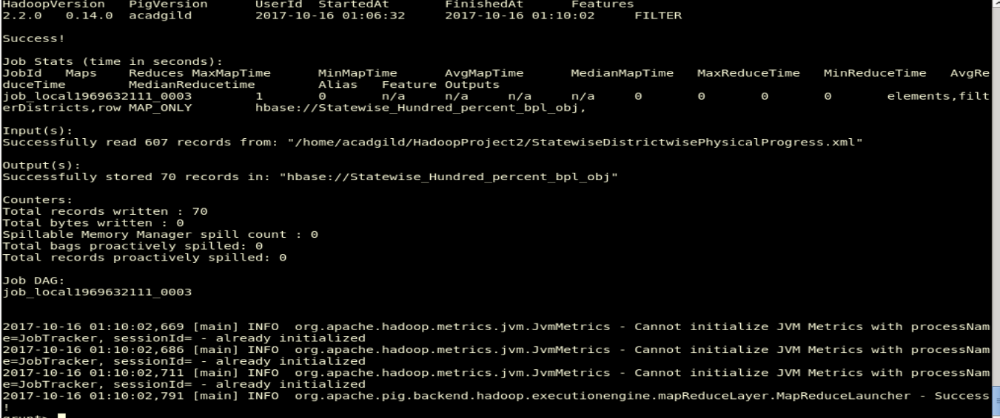 HadoopVersion PigVersion UserId StartedAt FinishedAt Features
2.2.0 0.14.0 acadgild 2017-10-16 01:06:32 2017-10-16 01:10:02 FILTER
Success!
Job Stats (time in seconds):
JobId Maps Reduces MaxMapTime MinMapTime AvgMapTime MedianMapTime MaxReduceTime MinReduceTime AvgRe
duceTime MedianReducetime Alias Feature Outputs
job_local1969632111_0003 1 0 n/a n/a n/a n/a 0 0 0 0 elements,filt
erDistricts,row MAP_ONLY hbase://Statewise_Hundred_percent_bpl_obj,
Input(s):
Successfully read 607 records from: "/home/acadgild/HadoopProject2/StatewiseDistrictwisePhysicalProgress.xml"
Output(s):
Successfully stored 70 records in: "hbase://Statewise_Hundred_percent_bpl_obj"
Counters:
Total records written : 70
Total bytes written : 0
Spillable Memory Manager spill count : 0
Total bags proactively spilled: 0
Total records proactively spilled: 0
Job DAG:
job_local1969632111_0003
2017-10-16 01:10:02,669 [main] INFO org.apache.hadoop.metrics.jvm.JvmMetrics - Cannot initialize JVM Metrics with processNam
e=JobTracker, sessionId= - already initialized
2017-10-16 01:10:02,686 [main] INFO org.apache.hadoop.metrics.jvm.JvmMetrics - Cannot initialize JVM Metrics with processNam
e=JobTracker, sessionId= - already initialized
2017-10-16 01:10:02,711 [main] INFO org.apache.hadoop.metrics.jvm.JvmMetrics - Cannot initialize JVM Metrics with processNam
e=JobTracker, sessionId= - already initialized
2017-10-16 01:10:02,791 [main] INFO org.apache.pig.backend.hadoop.executionengine.mapReduceLayer.MapReduceLauncher - Success
!
grunt>